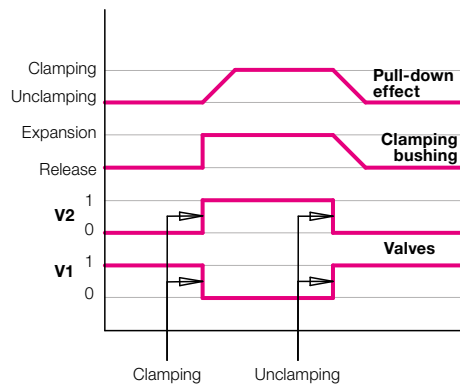 Clamping
Unclamping
Pull-down
effect
Expansion
Release
Clamping
bushing
V2
1
0
Valves
V1
1
0
Clamping
Unclamping